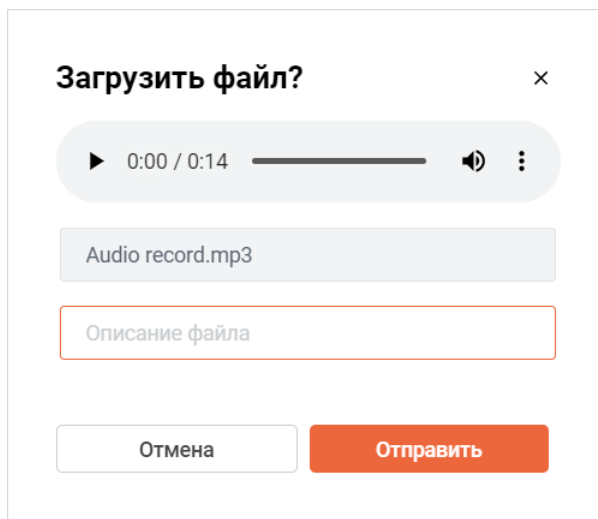 Загрузить файл?
0:00 / 0:14
Audio record.mp3
Описание файла
Отмена
Отправить